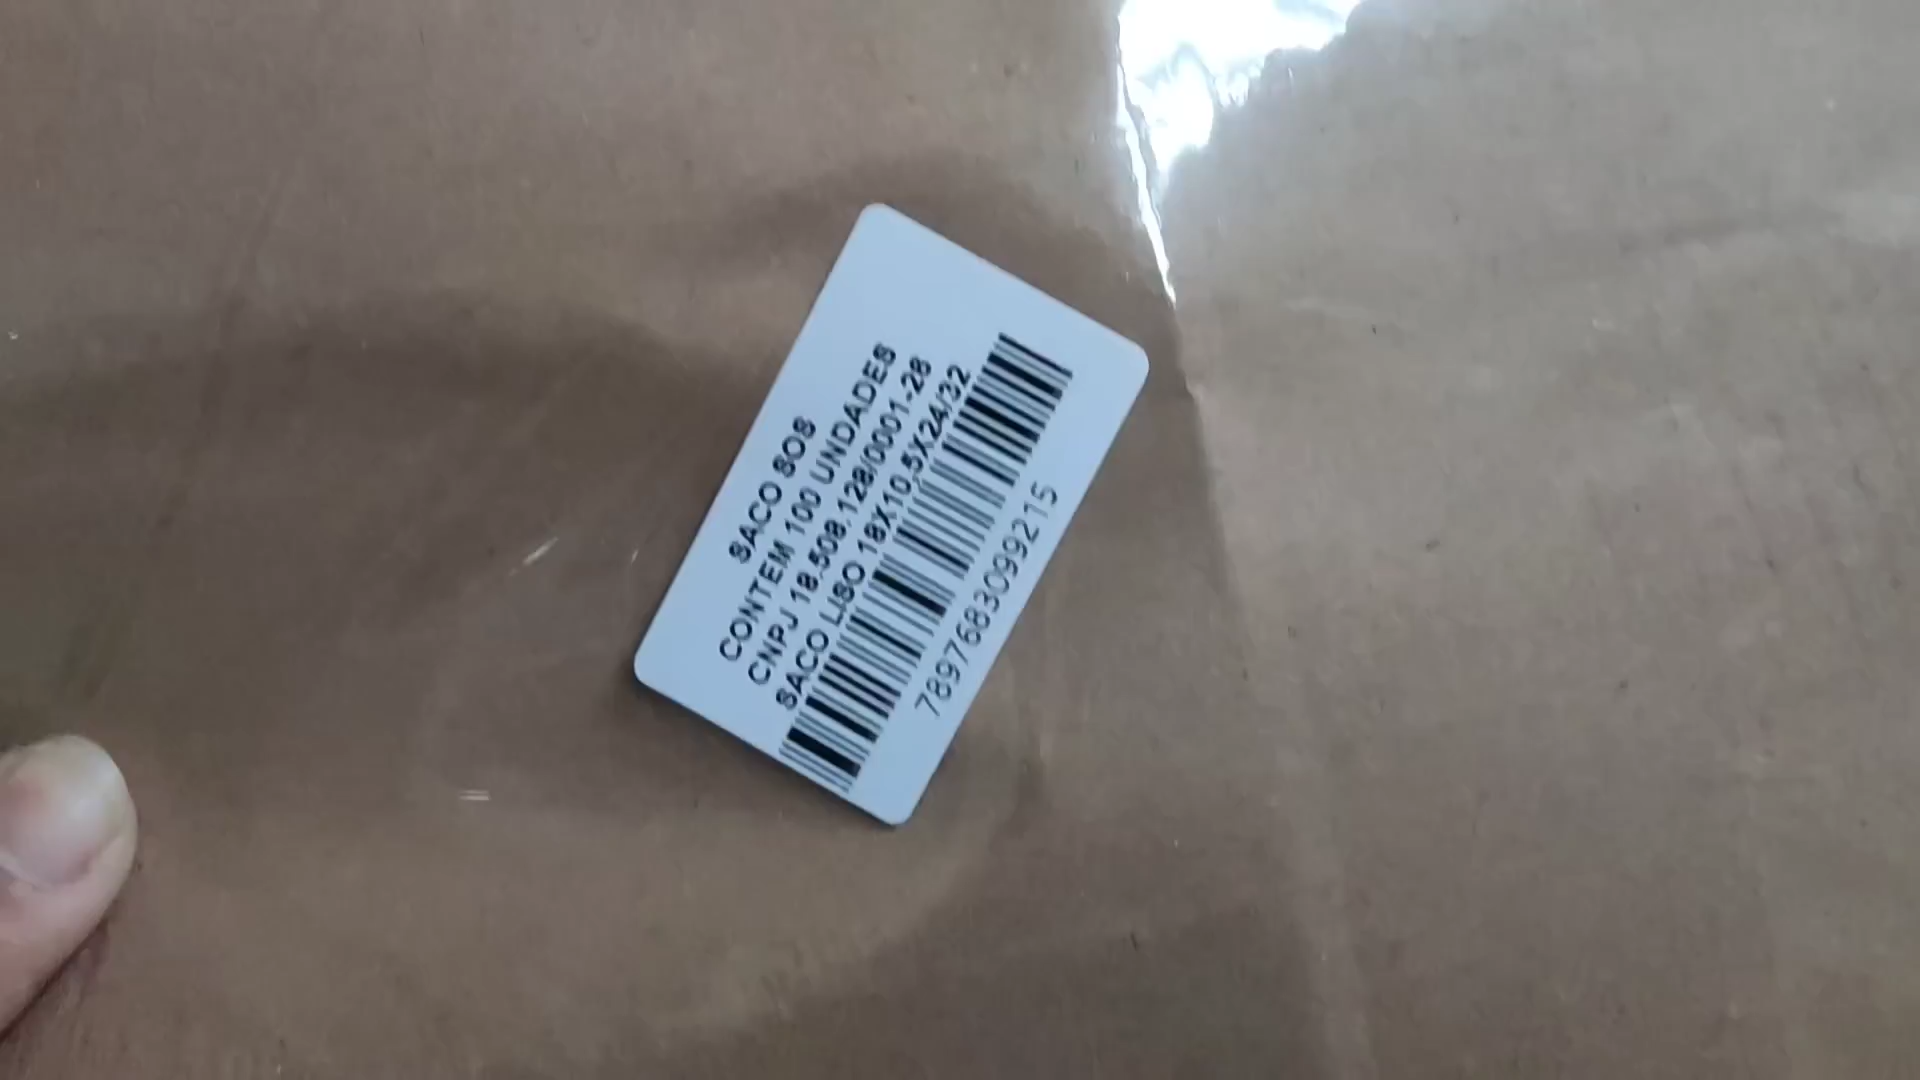 SACO SOS
CONTEM 100 UNDADES
CNPJ 18.508.128/0001-28
SACO LISO 18X10,5X24/32
7897683099215